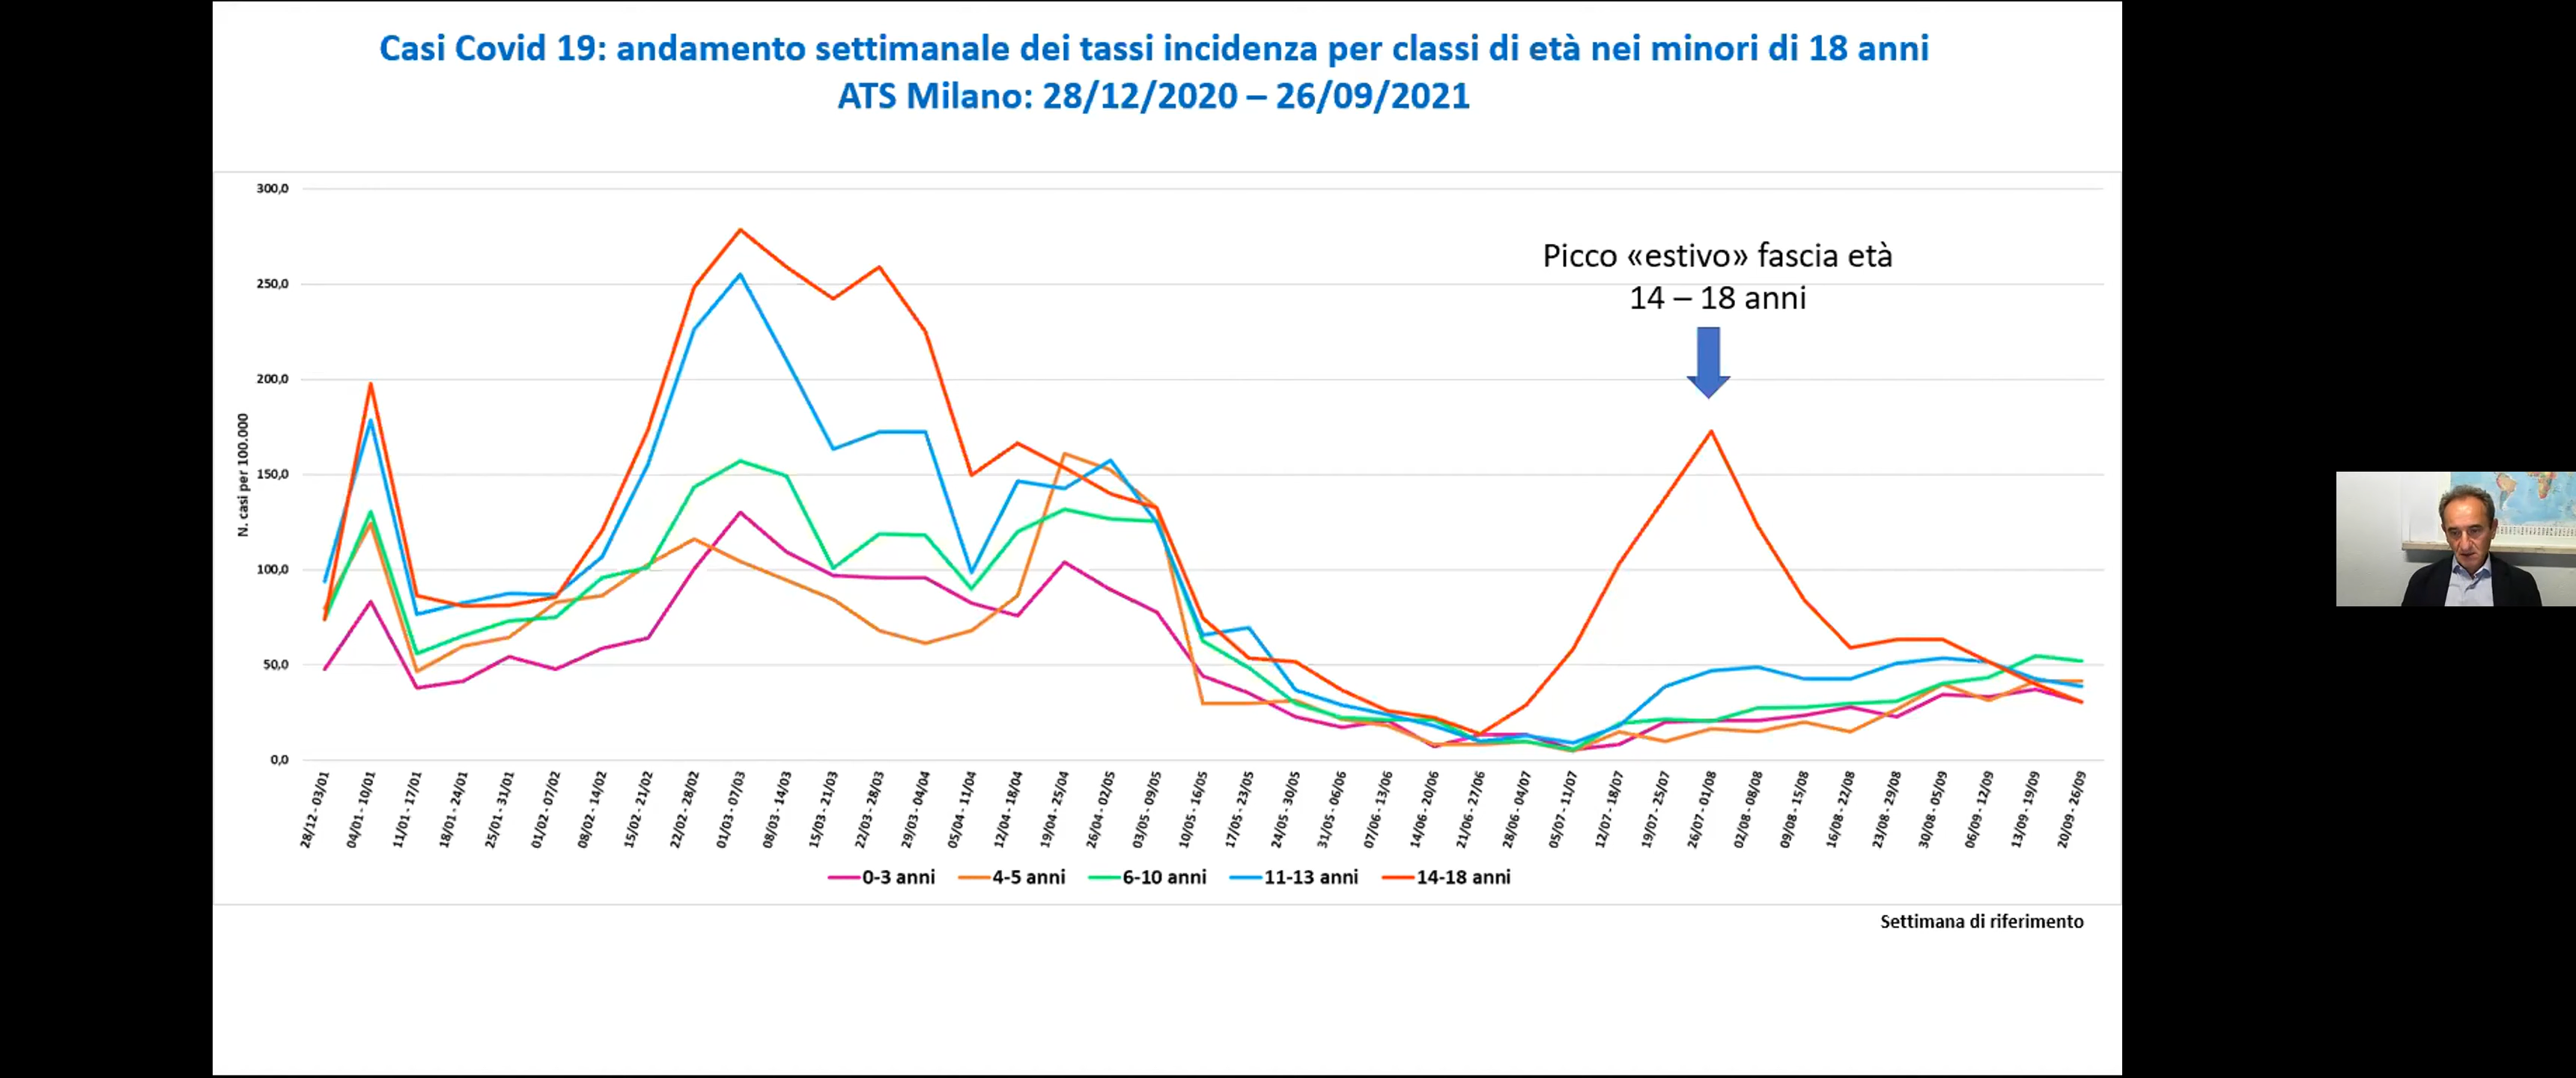 Casi Covid 19: andamento settimanale dei tassi incidenza per classi di età nei minori di 18 anni
ATS Milano: 28/12/2020 – 26/09/2021
300,0
250,0
200,0
150,0
100,0
50,0
0,0
N. casi per 100.000
Picco «estivo» fascia età
14 – 18 anni
28/12 - 03/01
04/01 - 10/01
11/01 - 17/01
18/01 - 24/01
25/01 - 31/01
01/02 - 07/02
08/02 - 14/02
15/02 - 21/02
22/02 - 28/02
01/03 - 07/03
08/03 - 14/03
15/03 - 21/03
22/03 - 28/03
29/03 - 04/04
05/04 - 11/04
12/04 - 18/04
19/04 - 25/04
26/04 - 02/05
03/05 - 09/05
10/05 - 16/05
17/05 - 23/05
24/05 - 30/05
31/05 - 06/06
07/06 - 13/06
14/06 - 20/06
21/06 - 27/06
28/06 - 04/07
05/07 - 11/07
12/07 - 18/07
19/07 - 25/07
26/07 - 01/08
02/08 - 08/08
09/08 - 15/08
16/08 - 22/08
23/08 - 29/08
30/08 - 05/09
06/09 - 12/09
13/09 - 19/09
20/09 - 26/09
0-3 anni 4-5 anni 6-10 anni 11-13 anni 14-18 anni
Settimana di riferimento